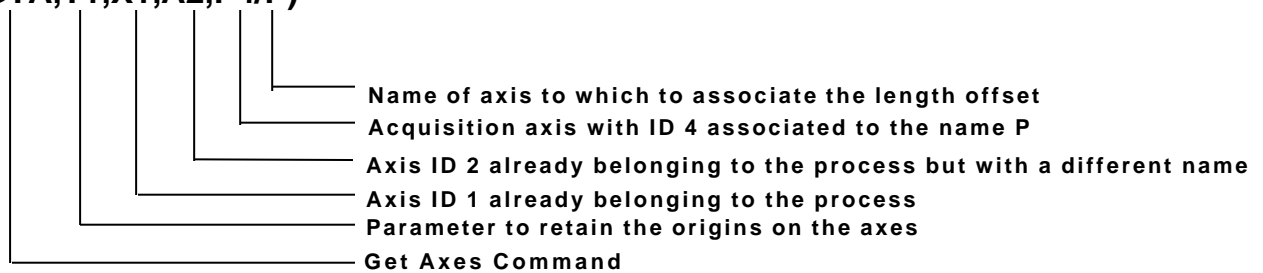 Name of axis to which to associate the length offset
Acquisition axis with ID 4 associated to the name P
Axis ID 2 already belonging to the process but with a different name
Axis ID 1 already belonging to the process
Parameter to retain the origins on the axes
Get Axes Command